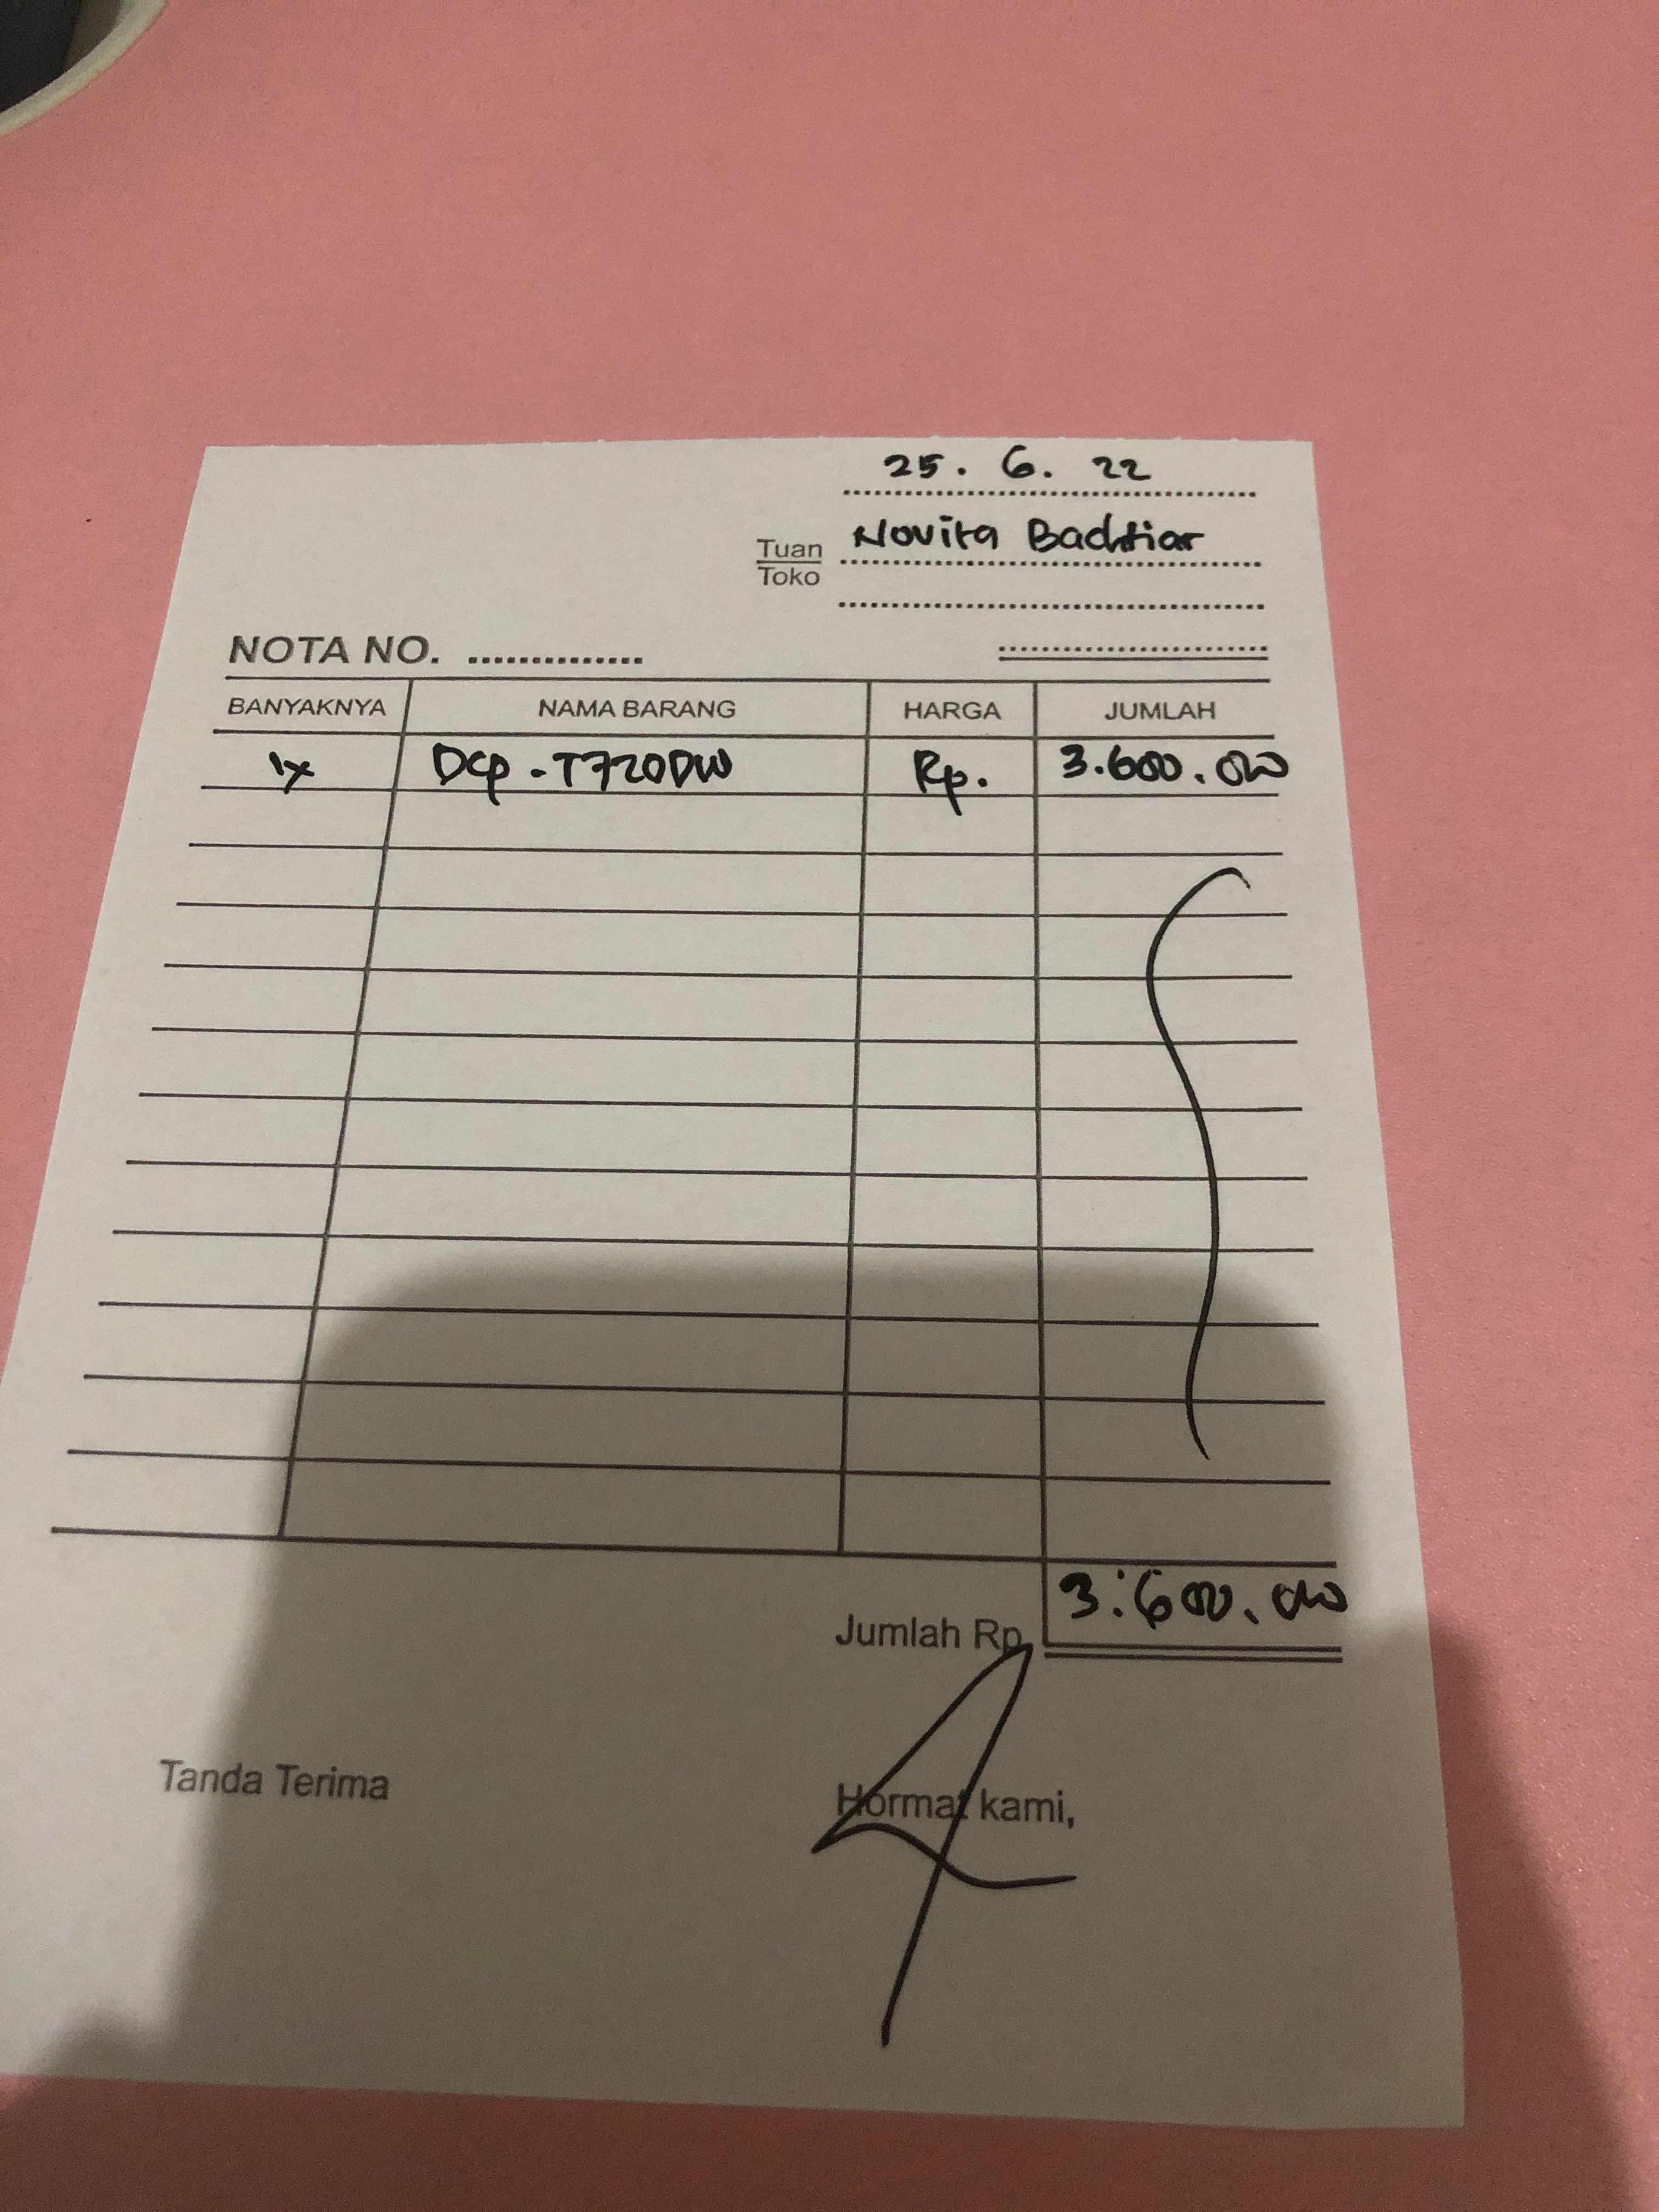 25. 6. 22
Tuan Novita Bachtiar
Toko
NOTA NO. ..............
BANYAKNYA NAMA BARANG HARGA JUMLAH
1x Dcp-T720DW Rp. 3.600.000
Jumlah Rp. 3.600.000
Tanda Terima Hormat kami,